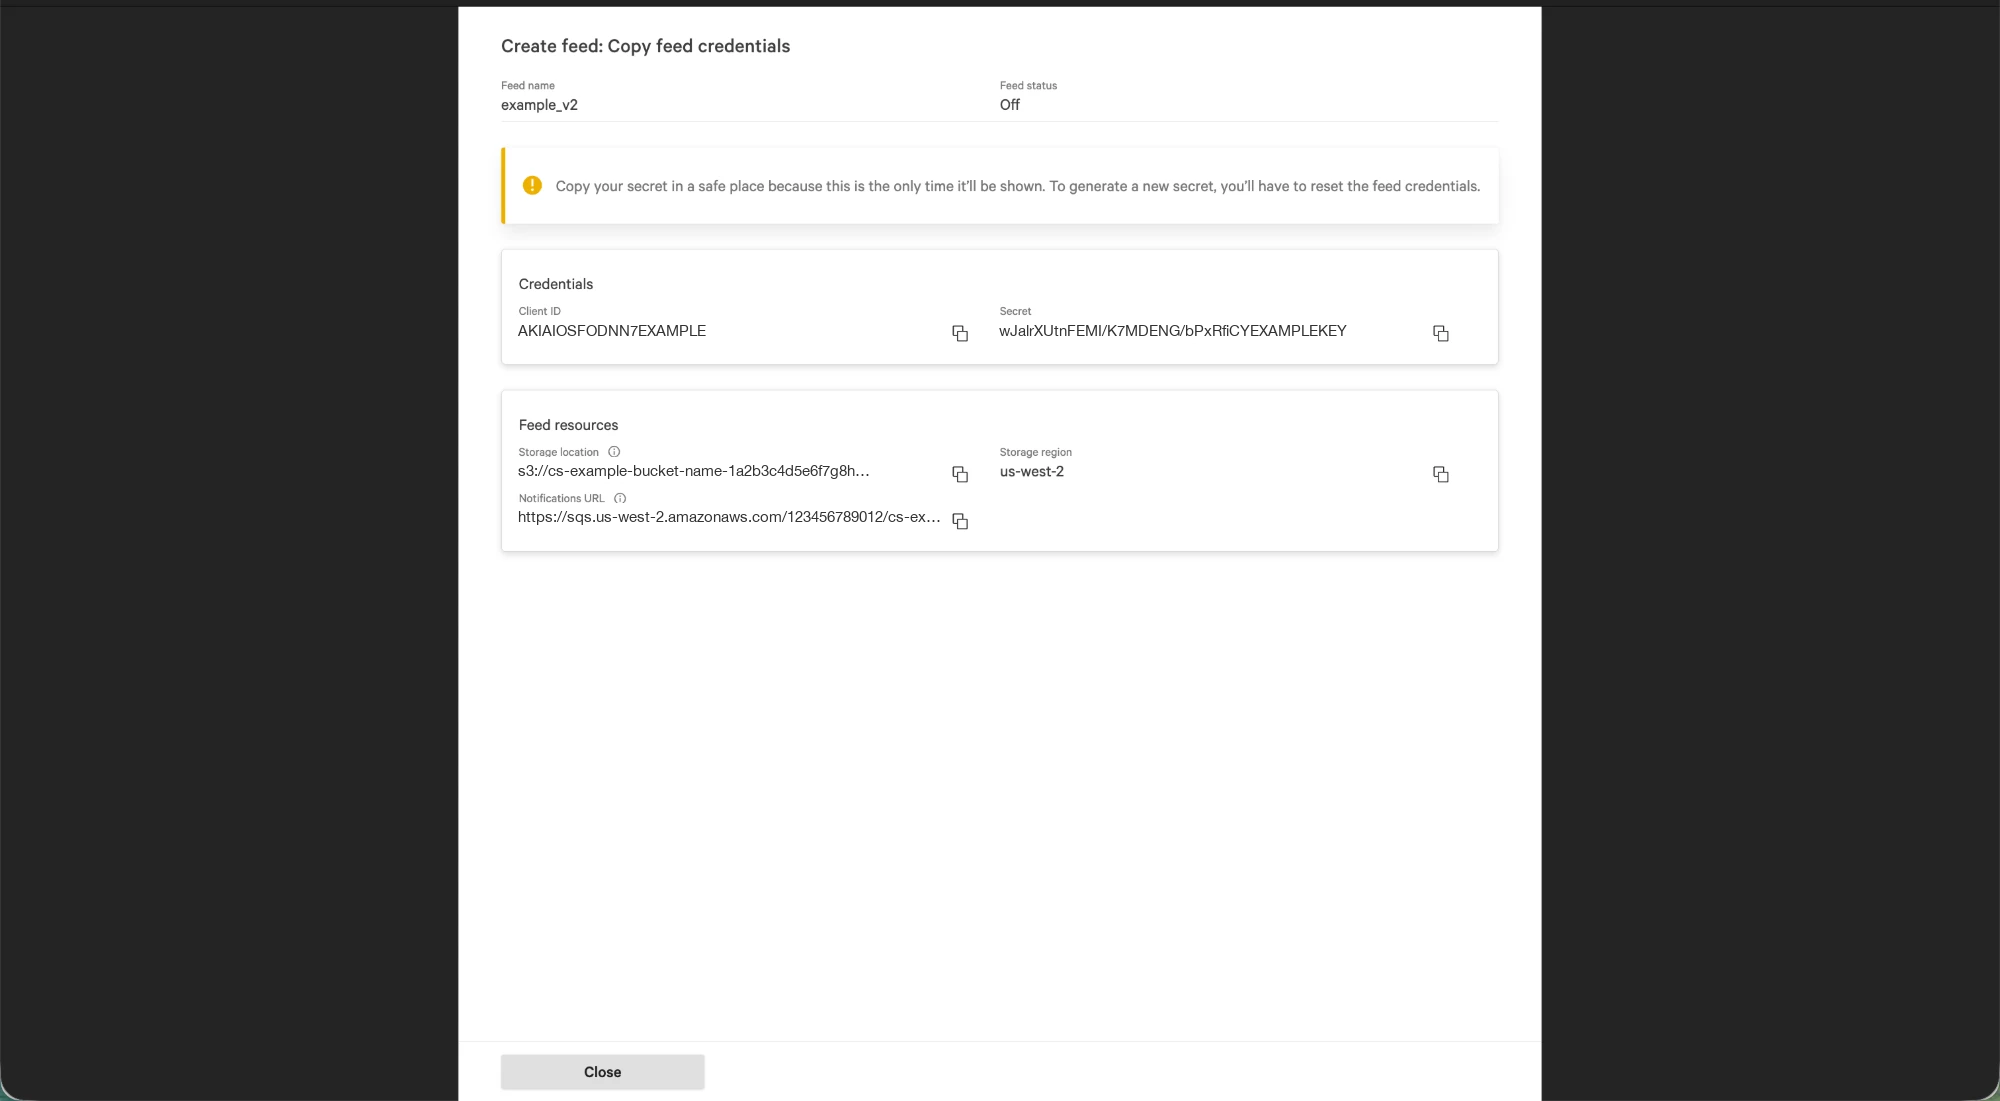 Create feed: Copy feed credentials
Feed name
example_v2
Feed status
Off
Copy your secret in a safe place because this is the only time it’ll be shown. To generate a new secret, you’ll have to reset the feed credentials.
Credentials
Client ID
AKIAIOSFODNN7EXAMPLE
Secret
wJalrXUtnFEMI/K7MDENG/bPxRfiCYEXAMPLEKEY
Feed resources
Storage location
s3://cs-example-bucket-name-1a2b3c4d5e6f7g8h...
Storage region
us-west-2
Notifications URL
https://sqs.us-west-2.amazonaws.com/123456789012/cs-ex...
Close